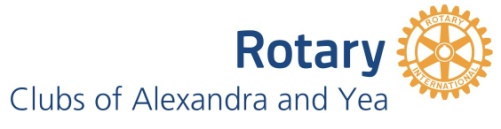 Rotary
Clubs of Alexandra and Yea
ROTARY
INTERNATIONAL